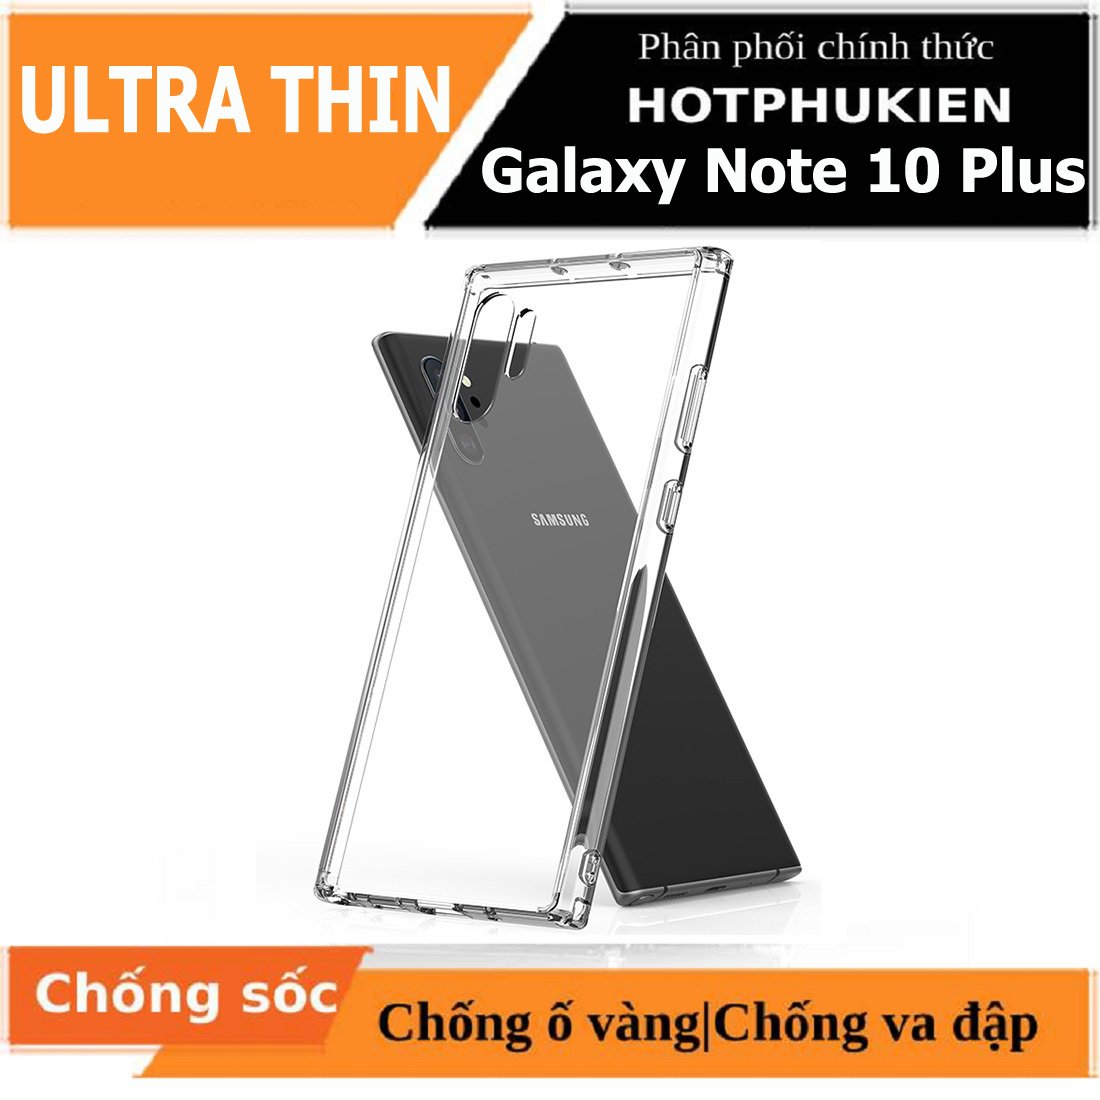 ULTRA THIN
Phân phối chính thức
HOTPHUKIEN
Galaxy Note 10 Plus
SAMSUNG
Chống sốc
Chống ố vàng|Chống va đập